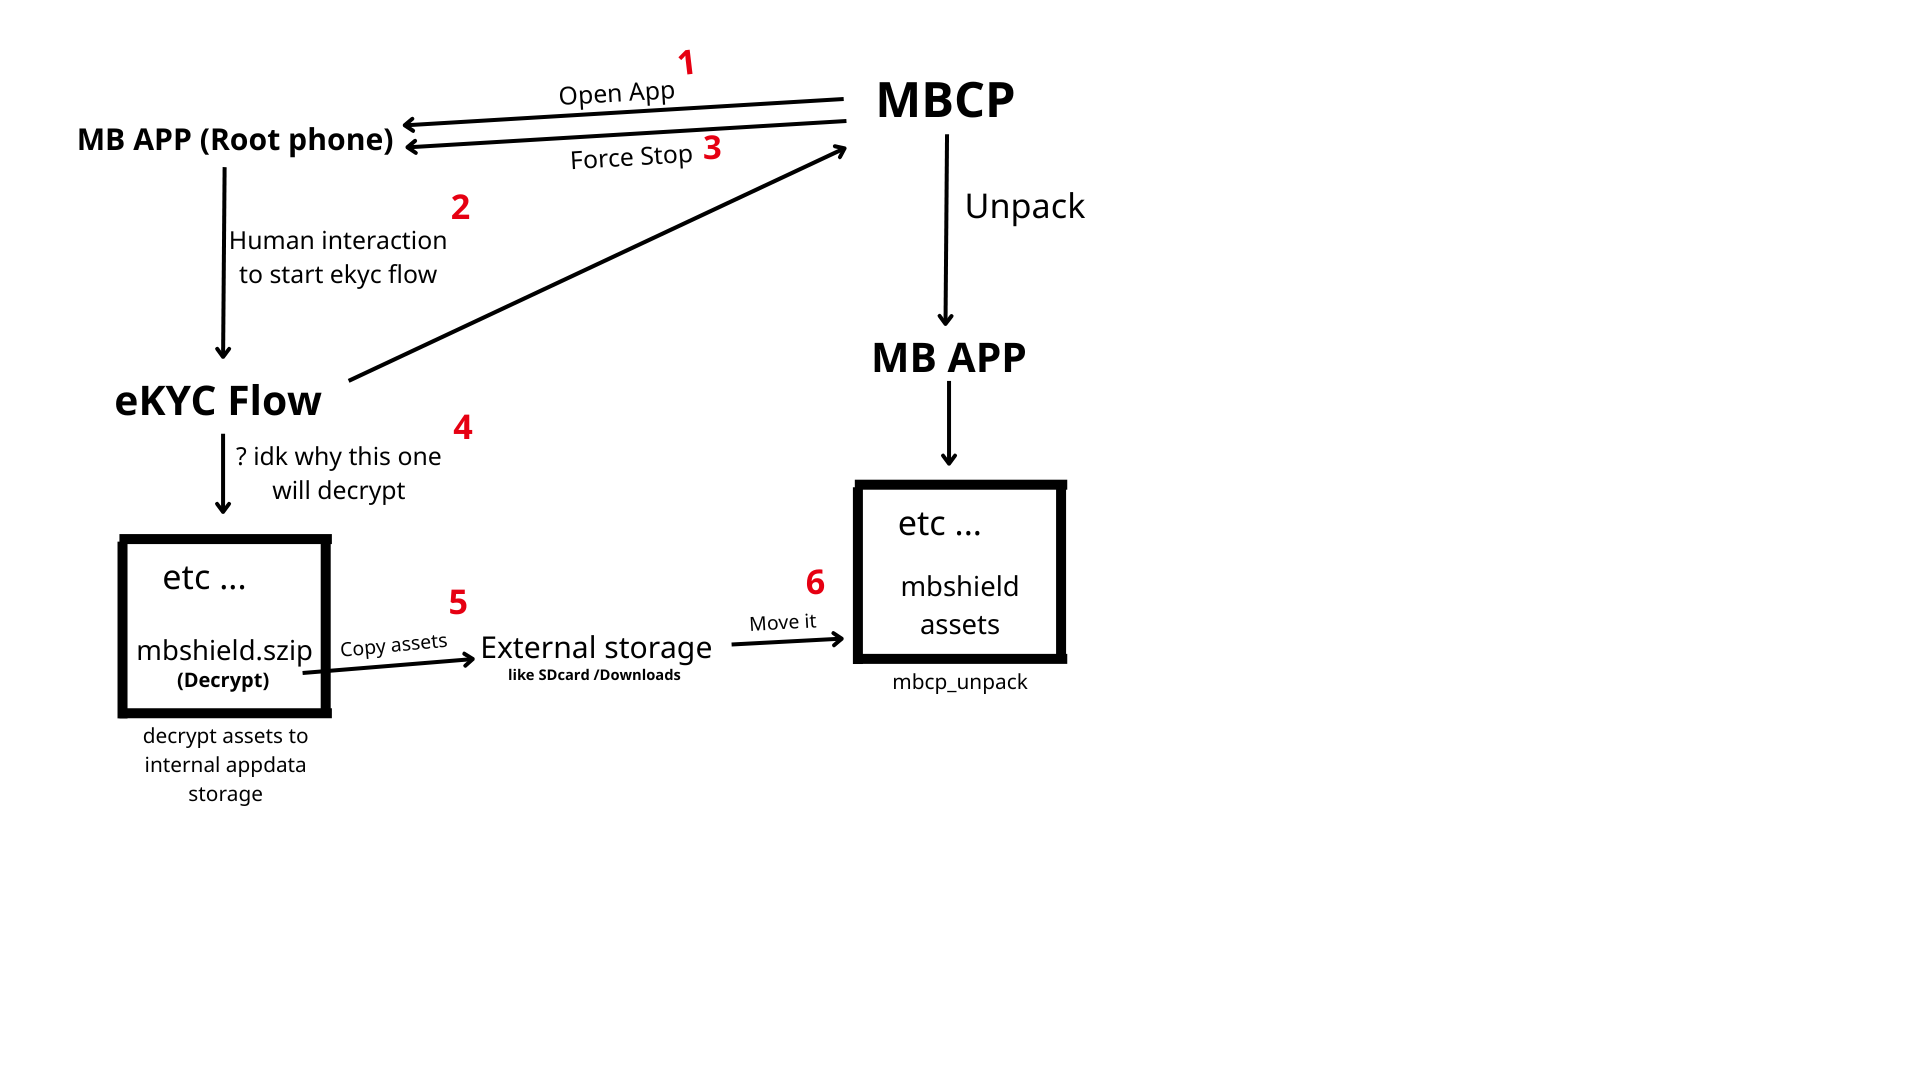 1
Open App
MBCP
MB APP (Root phone)
Force Stop
3
2
Unpack
Human interaction
to start ekyc flow
MB APP
eKYC Flow
4
? idk why this one
will decrypt
etc ...
mbshield
assets
mbcp_unpack
etc ...
mbshield.szip
(Decrypt)
5
Copy assets
External storage
like SDcard /Downloads
6
Move it
decrypt assets to
internal appdata
storage